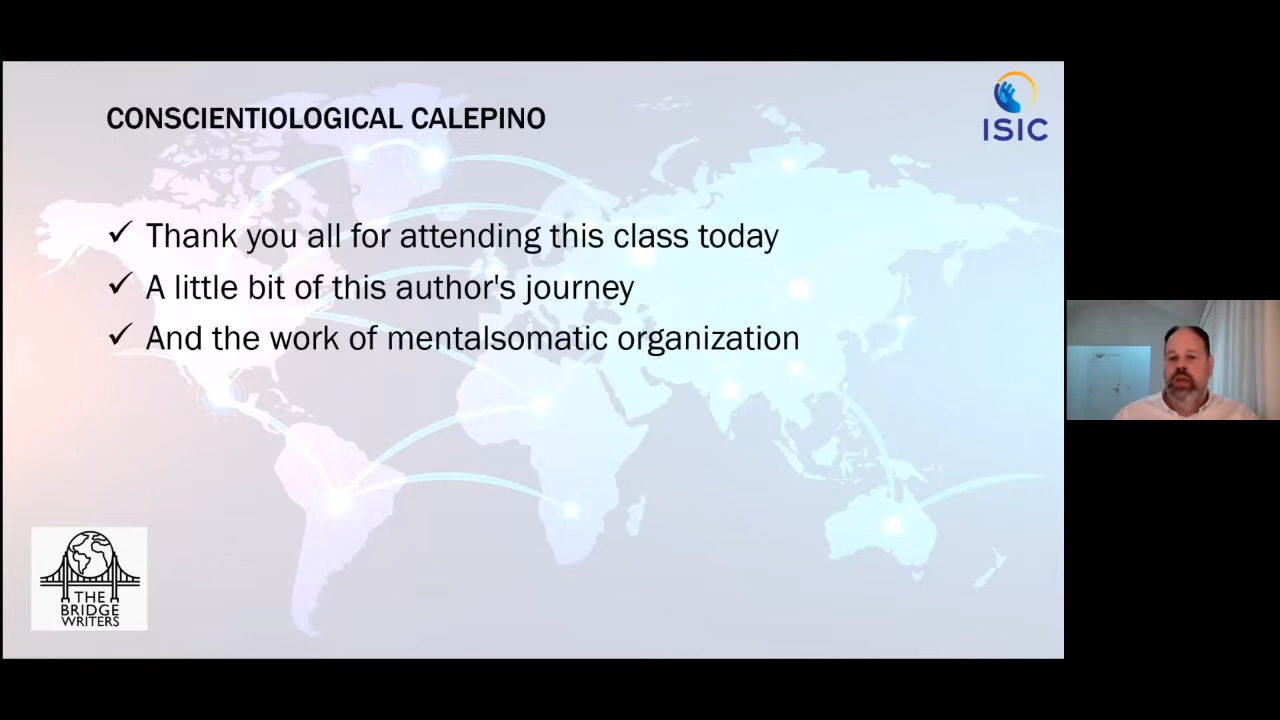 CONSCIENTIOLOGICAL CALEPINO
ISIC
✓ Thank you all for attending this class today
✓ A little bit of this author's journey
✓ And the work of mentalsomatic organization
THE
BRIDGE
WRITERS